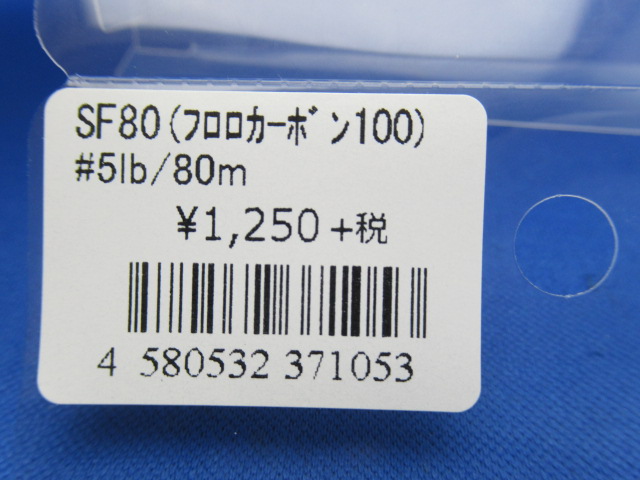 SF80(ﾌﾛﾛｶｰﾎﾞﾝ100)
#5lb/80m
¥1,250+税
4 580532 371053